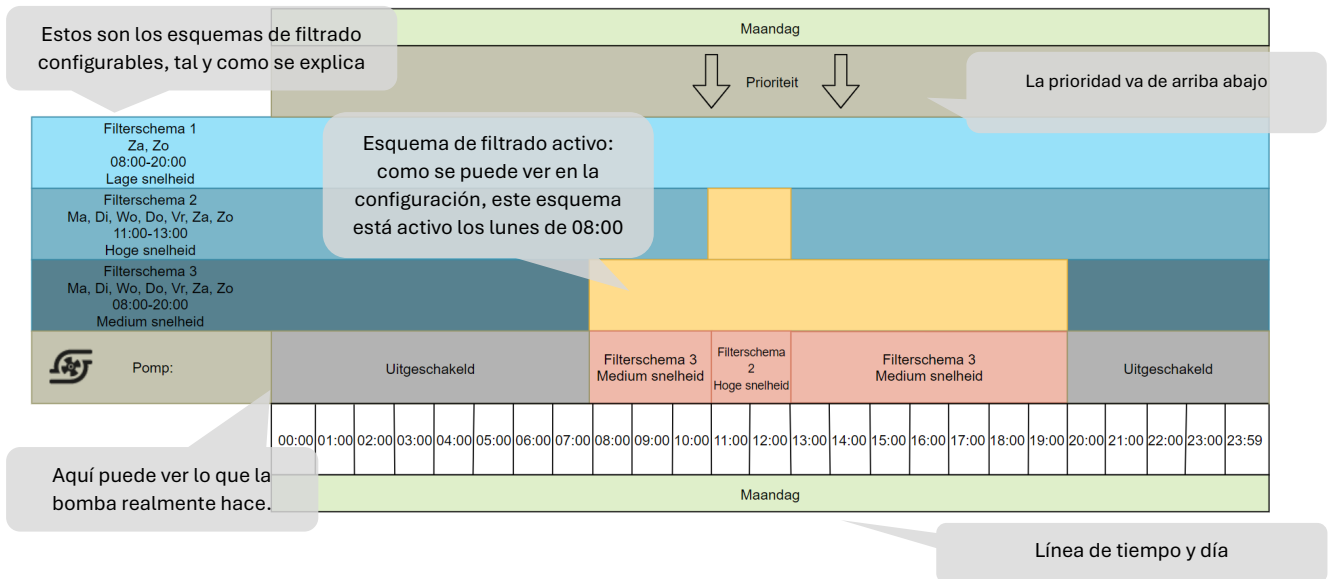 Maandag
Estos son los esquemas de filtrado
configurables, tal y como se explica
Prioriteit
La prioridad va de arriba abajo
Filterschema 1
Za, Zo
08:00-20:00
Lage snelheid
Esquema de filtrado activo:
como se puede ver en la
configuración, este esquema
está activo los lunes de 08:00
Filterschema 2
Ma, Di, Wo, Do, Vr, Za, Zo
11:00-13:00
Hoge snelheid
Filterschema 3
Ma, Di, Wo, Do, Vr, Za, Zo
08:00-20:00
Medium snelheid
Pomp:
Uitgeschakeld
Filterschema 3
Medium snelheid
Filterschema
2
Hoge snelheid
Filterschema 3
Medium snelheid
Uitgeschakeld
00:00 01:00 02:00 03:00 04:00 05:00 06:00 07:00 08:00 09:00 10:00 11:00 12:00 13:00 14:00 15:00 16:00 17:00 18:00 19:00 20:00 21:00 22:00 23:00 23:59
Aquí puede ver lo que la
bomba realmente hace.
Maandag
Línea de tiempo y día